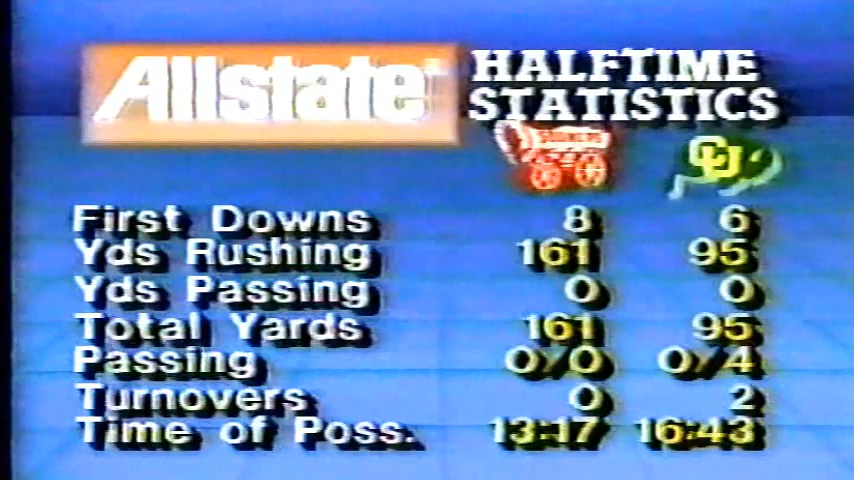 Allstate®
HALFTIME
STATISTICS
CU
First Downs 8 6
Yds Rushing 161 95
Yds Passing 0 0
Total Yards 161 95
Passing 0/0 0/4
Turnovers 0 2
Time of Poss. 13:17 16:43